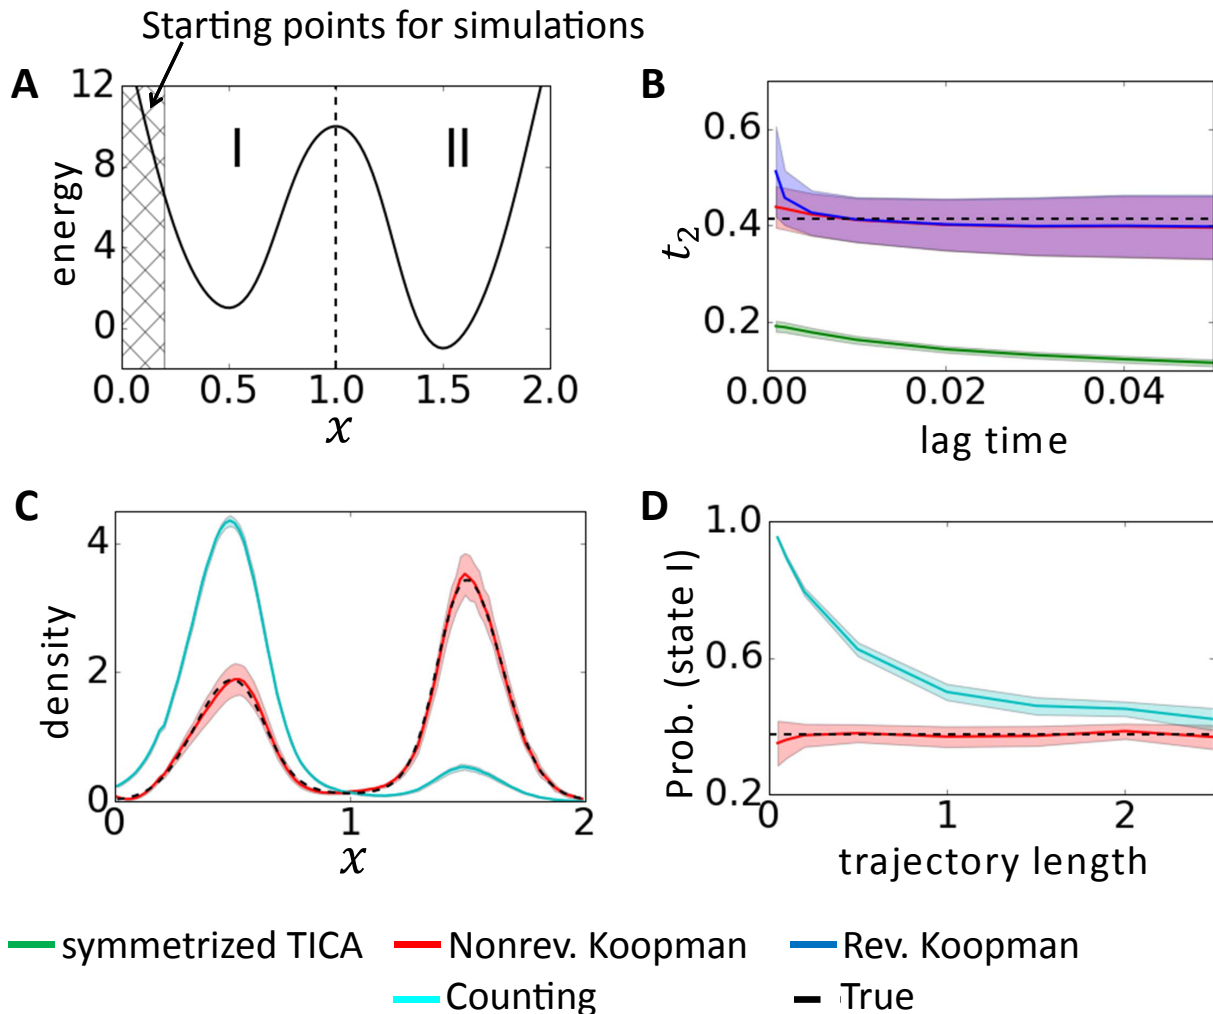 Starting points for simulations
A
12
8
4
0
energy
I
II
0.0 0.5 1.0 1.5 2.0
x
B
0.6
0.4
0.2
t2
0.00 0.02 0.04
lag time
C
4
2
0
density
0 1 2
x
D
1.0
0.6
0.2
Prob. (state I)
0 1 2
trajectory length
symmetrized TICA Nonrev. Koopman Rev. Koopman
Counting True